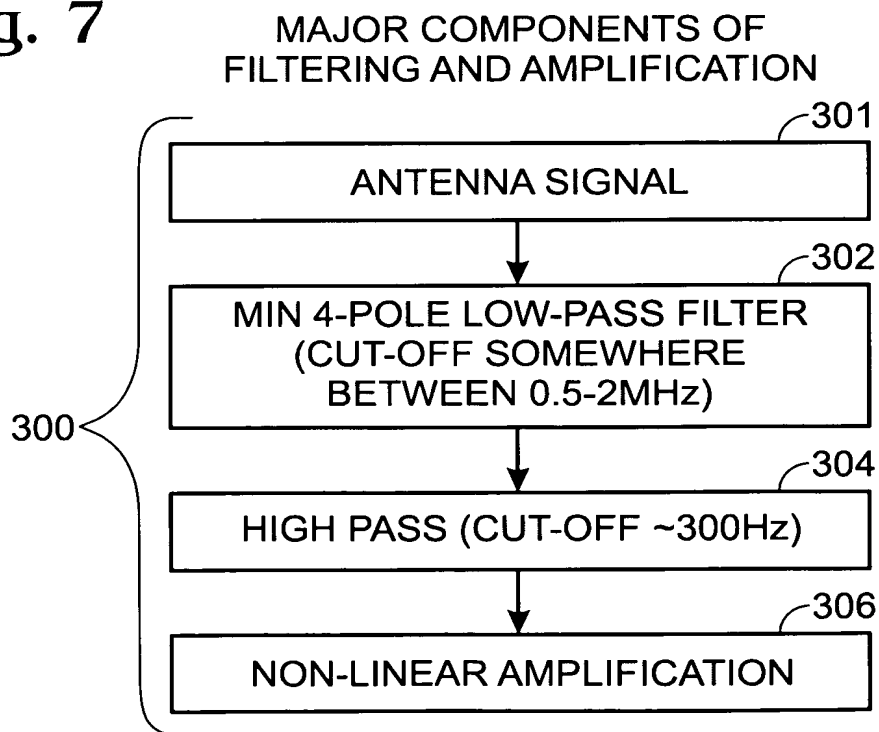 g. 7
MAJOR COMPONENTS OF
FILTERING AND AMPLIFICATION
301
ANTENNA SIGNAL
302
MIN 4-POLE LOW-PASS FILTER
(CUT-OFF SOMEWHERE
BETWEEN 0.5-2MHz)
300
304
HIGH PASS (CUT-OFF ~300Hz)
306
NON-LINEAR AMPLIFICATION